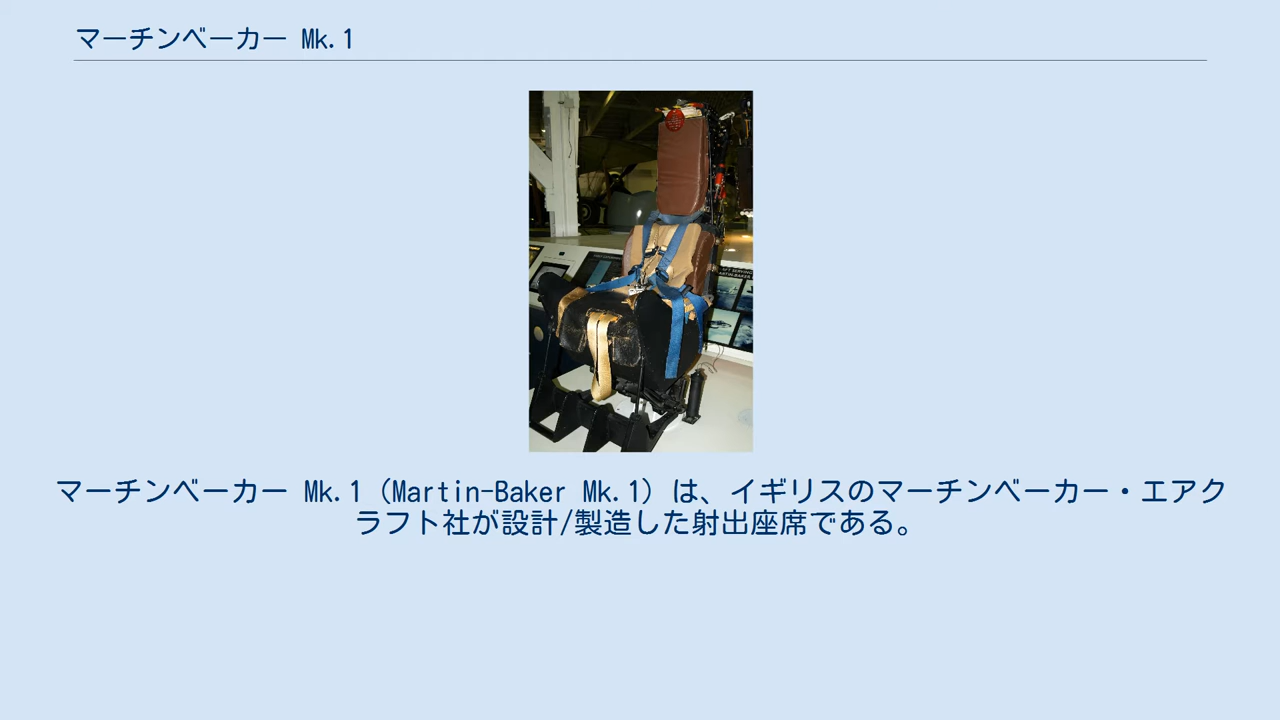 マーチンベーカー Mk.1
マーチンベーカー Mk.1（Martin-Baker Mk.1）は、イギリスのマーチンベーカー・エアク
ラフト社が設計/製造した射出座席である。